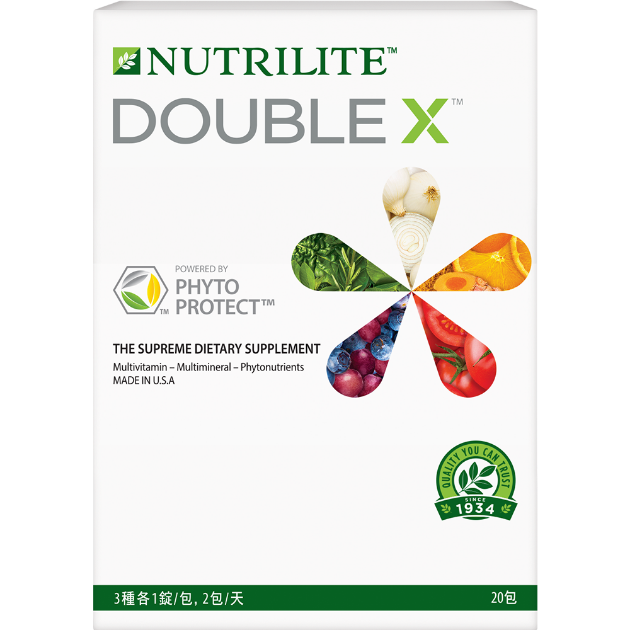 NUTRILITE™
DOUBLE X™
POWERED BY
PHYTO
PROTECT™
TM
THE SUPREME DIETARY SUPPLEMENT
Multivitamin – Multimineral – Phytonutrients
MADE IN U.S.A
QUALITY YOU CAN TRUST
SINCE
1934
3種各1錠/包, 2包/天
20包